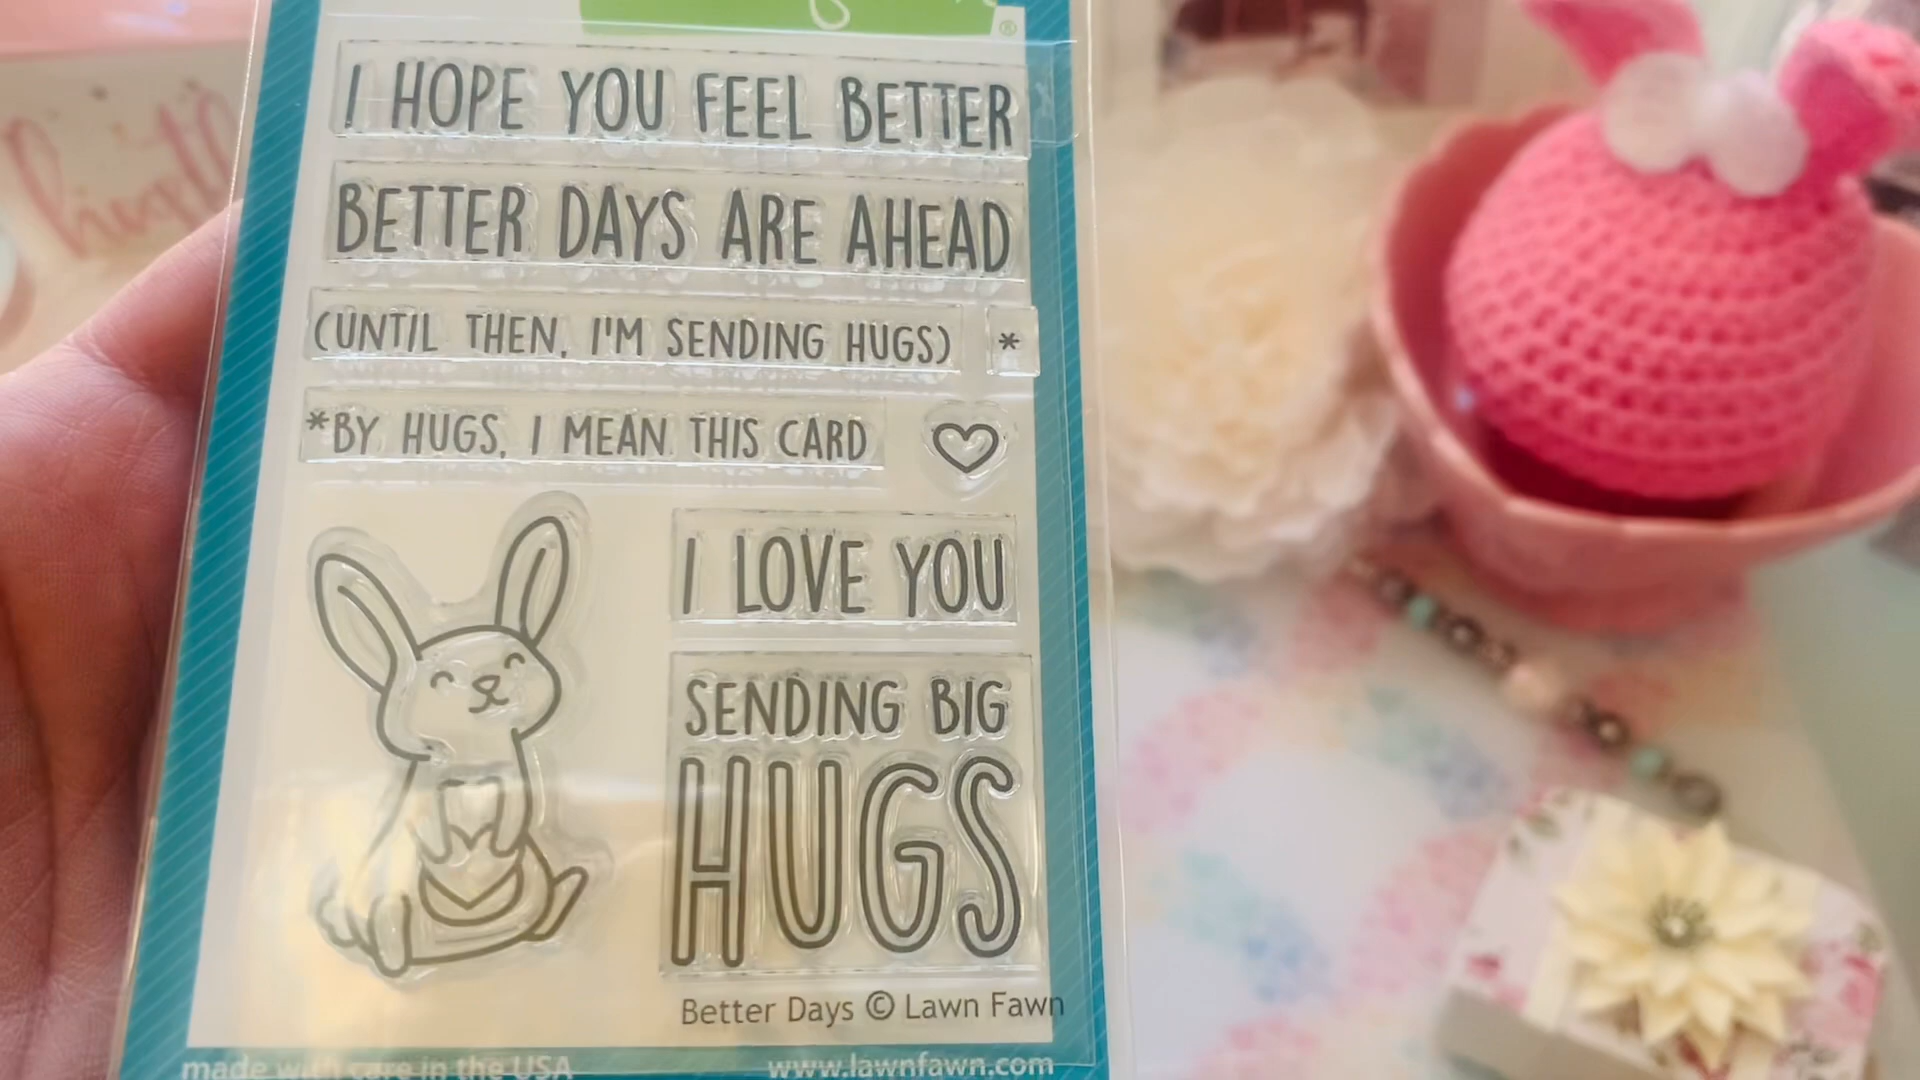 ®
I HOPE YOU FEEL BETTER
BETTER DAYS ARE AHEAD
(UNTIL THEN, I'M SENDING HUGS) *
*BY HUGS, I MEAN THIS CARD
I LOVE YOU
SENDING BIG
HUGS
Better Days © Lawn Fawn
made with care in the USA
www.lawnfawn.com